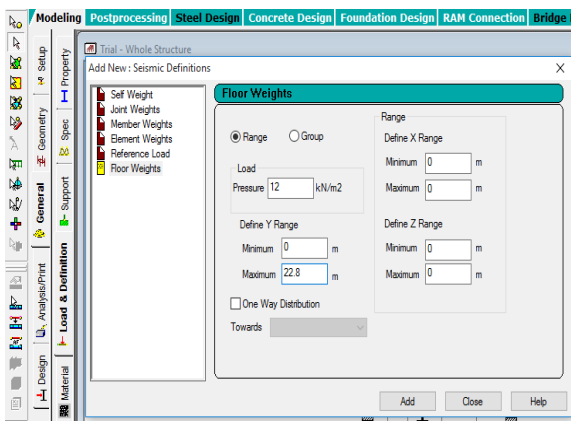 Modeling Postprocessing Steel Design Concrete Design Foundation Design RAM Connection Bridge
Trial - Whole Structure
Add New : Seismic Definitions X
Self Weight
Joint Weights
Member Weights
Element Weights
Reference Load
Floor Weights
Floor Weights
Range Group
Load
Pressure 12 kN/m2
Define Y Range
Minimum 0 m
Maximum 22.8 m
One Way Distribution
Towards
Range
Define X Range
Minimum 0 m
Maximum 0 m
Define Z Range
Minimum 0 m
Maximum 0 m
Add Close Help
Setup
Geometry
General
Analysis/Print
Design
Property
Spec
Support
Load & Definition
Material